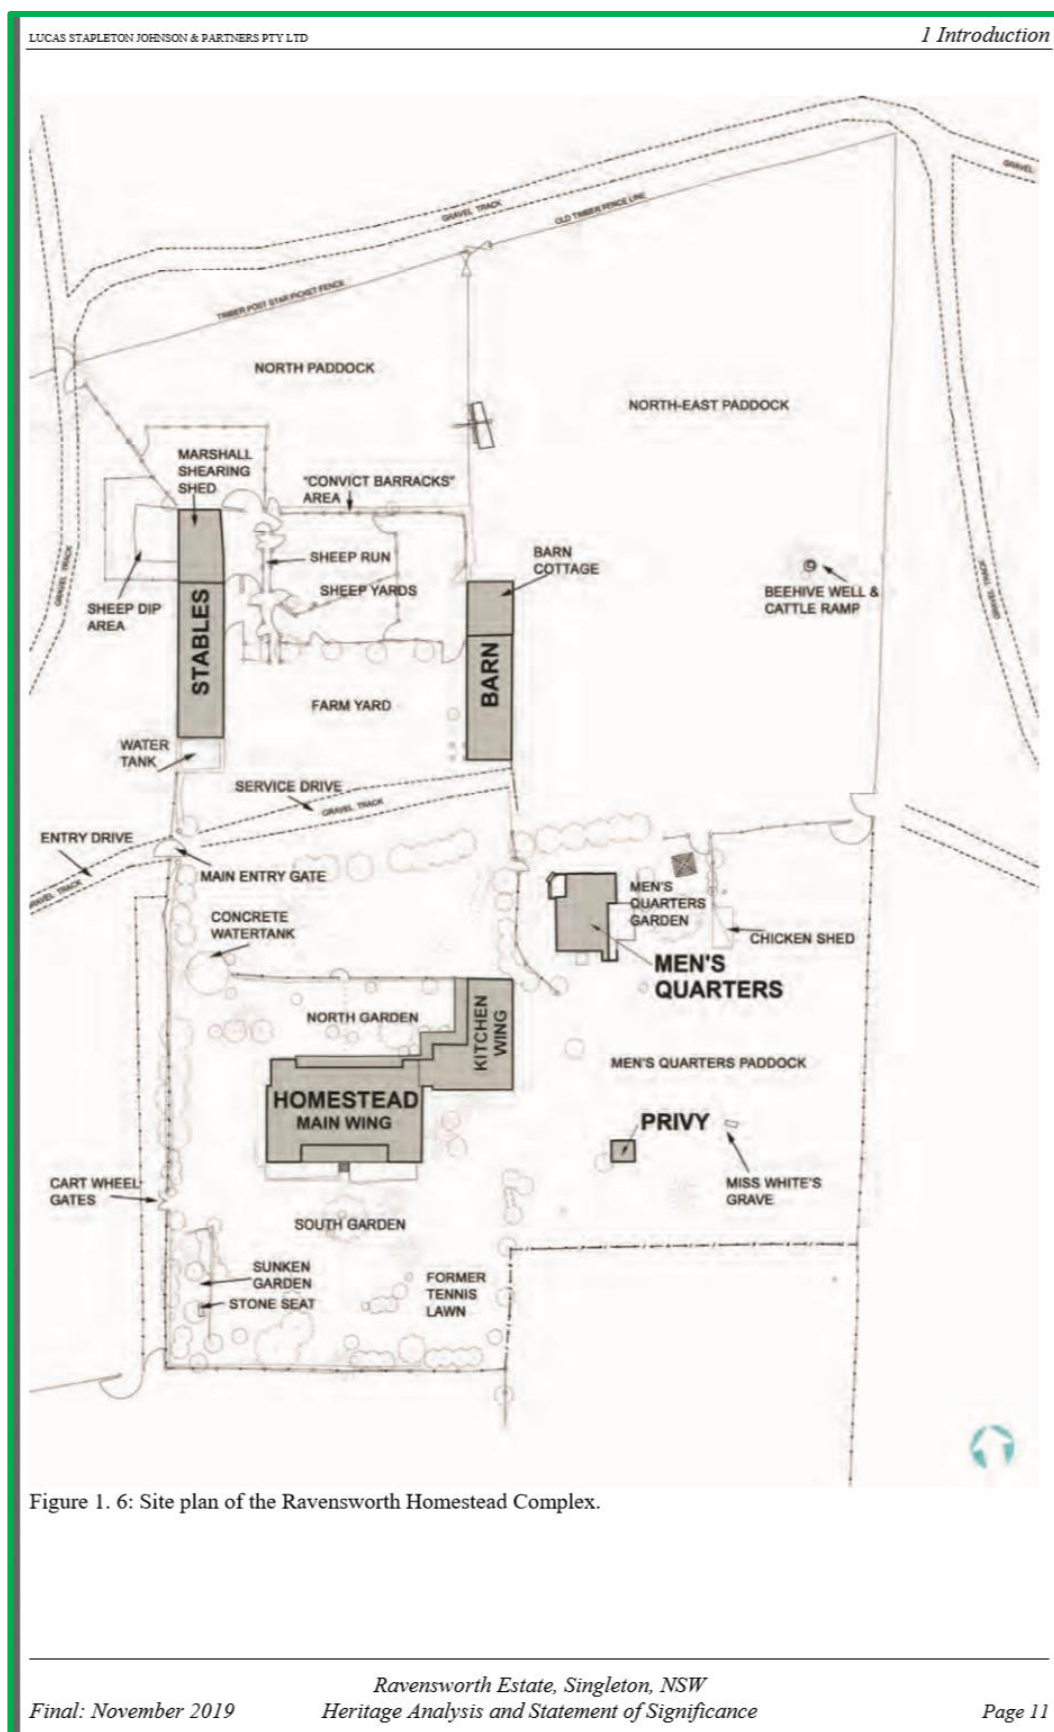 LUCAS STAPLETON JOHNSON & PARTNERS PTY LTD
1 Introduction
GRAVEL
GRAVEL TRACK
OLD TIMBER FENCE LINE
TIMBER POST STAR PICKET FENCE
NORTH PADDOCK
NORTH-EAST PADDOCK
MARSHALL
SHEARING
SHED
"CONVICT BARRACKS"
AREA
SHEEP RUN
SHEEP YARDS
BARN
COTTAGE
BEEHIVE WELL &
CATTLE RAMP
GRAVEL TRACK
GRAVEL TRACK
SHEEP DIP
AREA
STABLES
BARN
FARM YARD
WATER
TANK
SERVICE DRIVE
GRAVEL TRACK
ENTRY DRIVE
MAIN ENTRY GATE
GRAVEL TRACK
MEN'S
QUARTERS
GARDEN
CONCRETE
WATERTANK
CHICKEN SHED
MEN'S
QUARTERS
NORTH GARDEN
KITCHEN
WING
MEN'S QUARTERS PADDOCK
HOMESTEAD
MAIN WING
PRIVY
CART WHEEL
GATES
MISS WHITE'S
GRAVE
SOUTH GARDEN
SUNKEN
GARDEN
STONE SEAT
FORMER
TENNIS
LAWN
Figure 1. 6: Site plan of the Ravensworth Homestead Complex.
Ravensworth Estate, Singleton, NSW
Final: November 2019
Heritage Analysis and Statement of Significance
Page 11